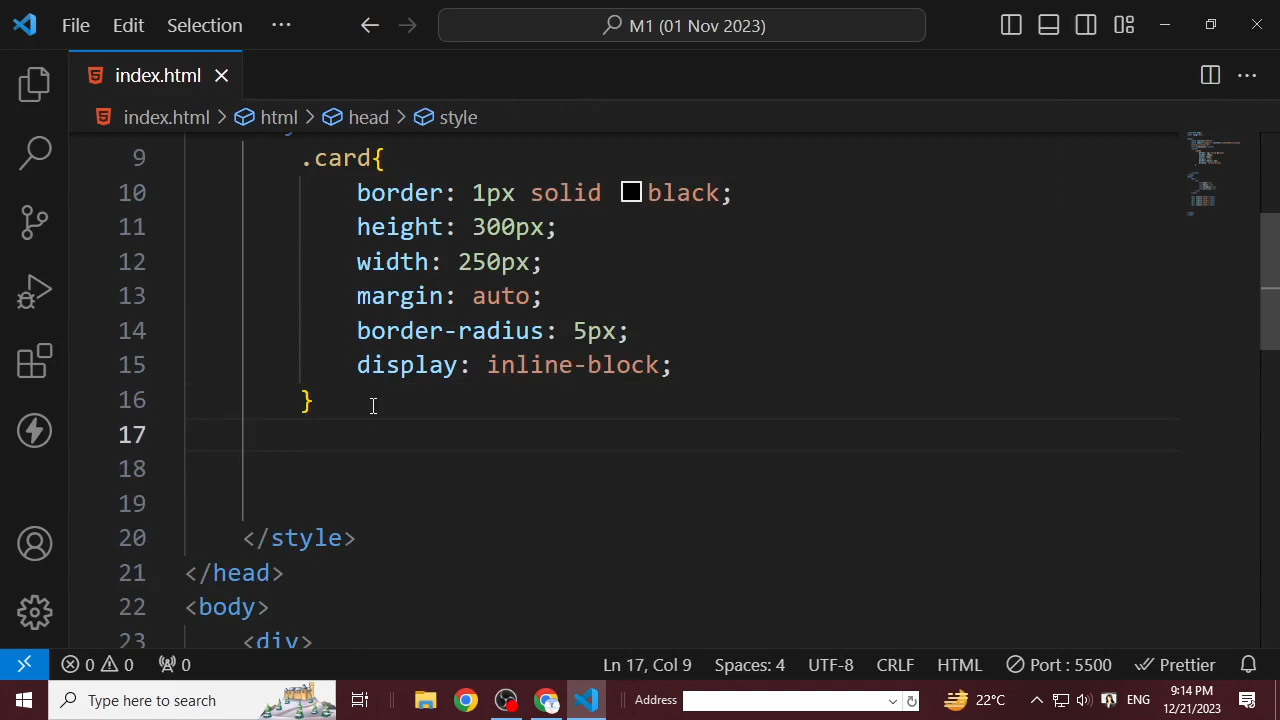 File Edit Selection ··· M1 (01 Nov 2023)
index.html
index.html > html > head > style
9 .card{
10 border: 1px solid black;
11 height: 300px;
12 width: 250px;
13 margin: auto;
14 border-radius: 5px;
15 display: inline-block;
16 }
17
18
19
20 </style>
21 </head>
22 <body>
23 <div>
0 0 0 Ln 17, Col 9 Spaces: 4 UTF-8 CRLF HTML Port : 5500 Prettier
Type here to search Address 22°C ENG 9:14 PM
12/21/2023